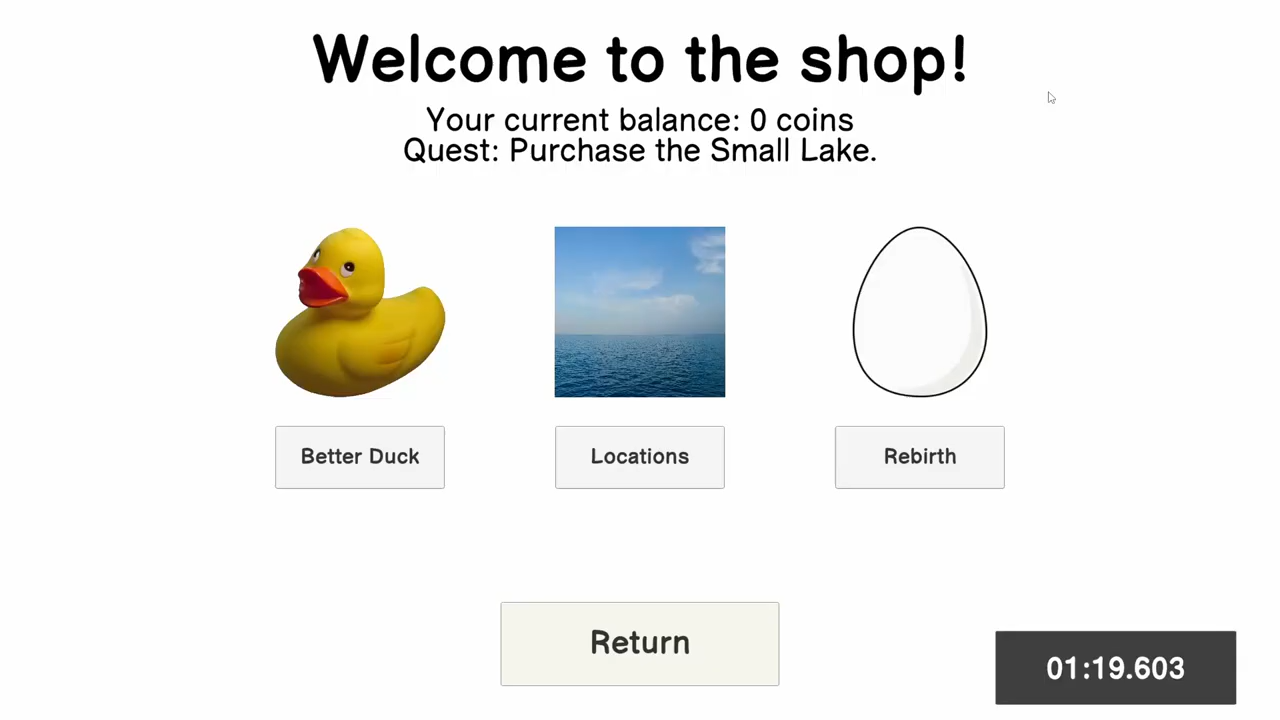 Welcome to the shop!
Your current balance: 0 coins
Quest: Purchase the Small Lake.
Better Duck
Locations
Rebirth
Return
01:19.603